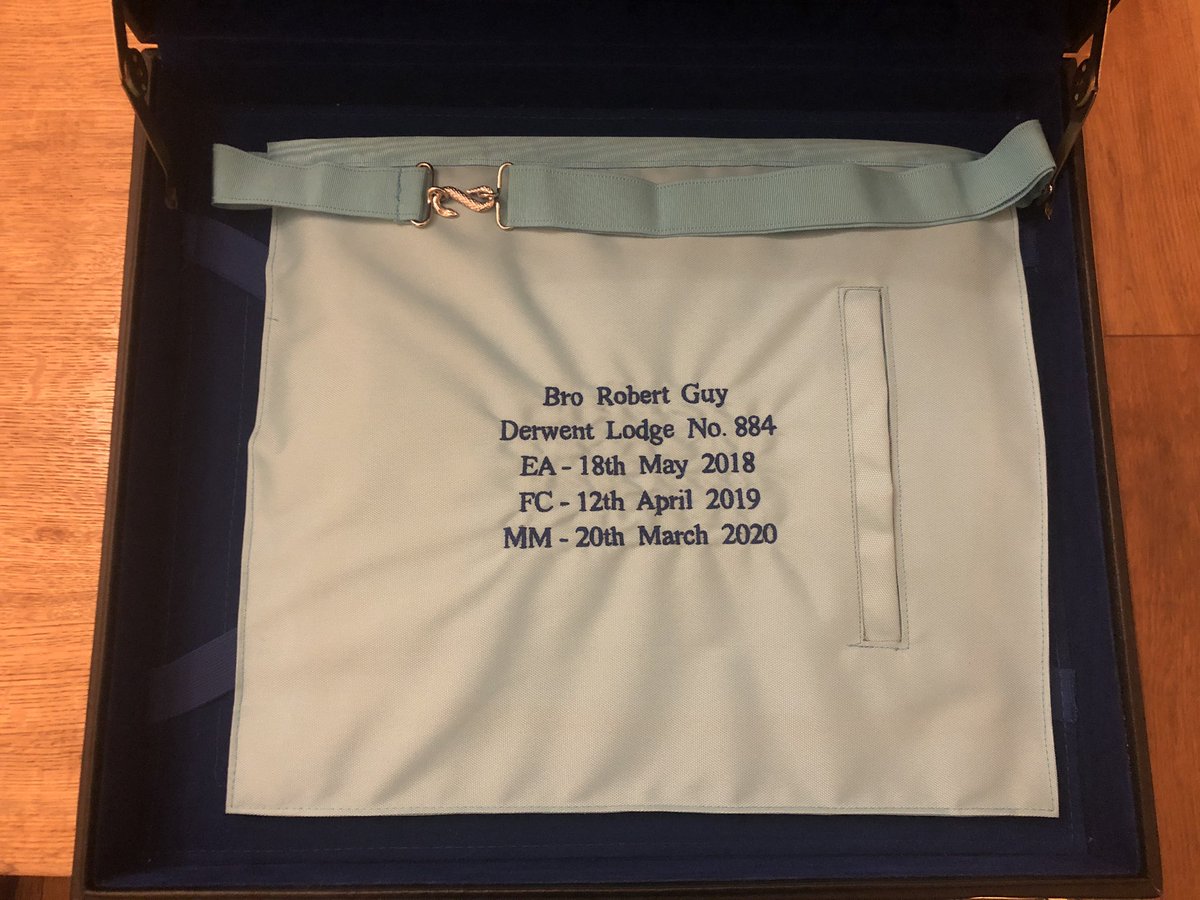 Bro Robert Guy
Derwent Lodge No. 884
EA - 18th May 2018
FC - 12th April 2019
MM - 20th March 2020